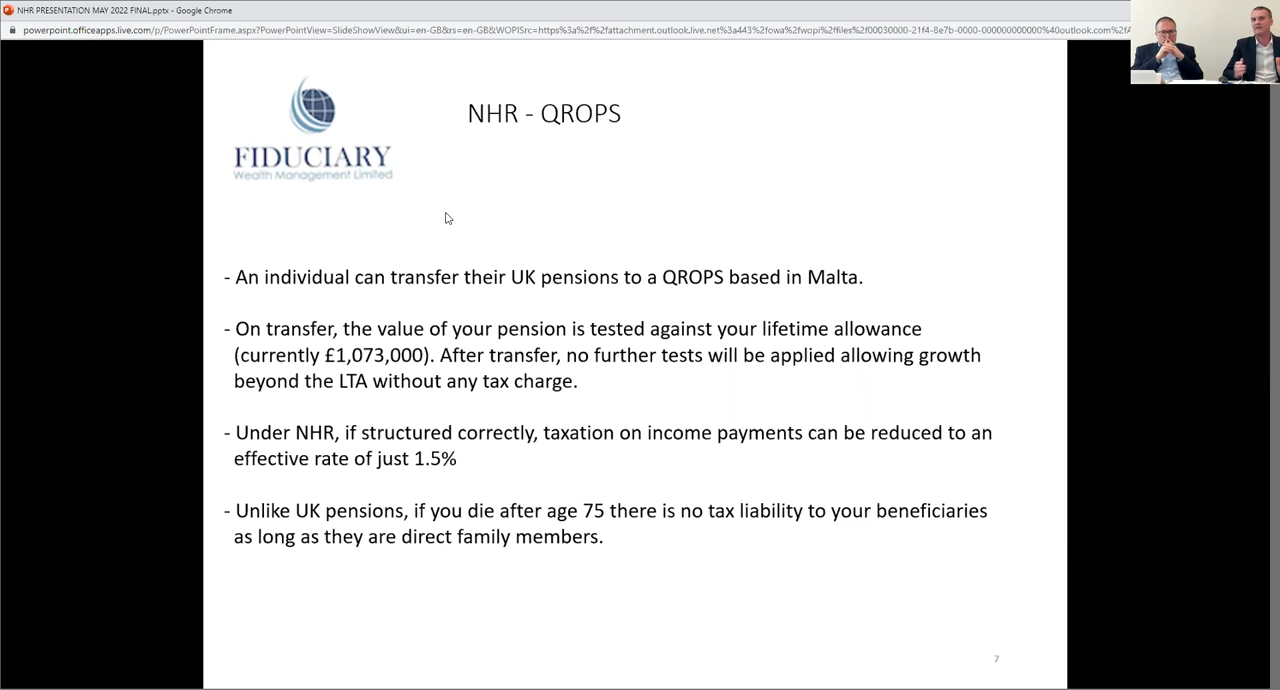 NHR PRESENTATION MAY 2022 FINAL.pptx - Google Chrome
powerpoint.officeapps.live.com/p/PowerPointFrame.aspx?PowerPointView=SlideShowView&ui=en-GB&rs=en-GB&WOPISrc=https%3a%2f%2fattachment.outlook.live.net%3a443%2fowa%2fwopi%2ffiles%2f00030000-21f4-8e7b-0000-000000000000%40outlook.com%2fA
NHR - QROPS
FIDUCIARY
Wealth Management Limited
- An individual can transfer their UK pensions to a QROPS based in Malta.
- On transfer, the value of your pension is tested against your lifetime allowance
(currently £1,073,000). After transfer, no further tests will be applied allowing growth
beyond the LTA without any tax charge.
- Under NHR, if structured correctly, taxation on income payments can be reduced to an
effective rate of just 1.5%
- Unlike UK pensions, if you die after age 75 there is no tax liability to your beneficiaries
as long as they are direct family members.
7